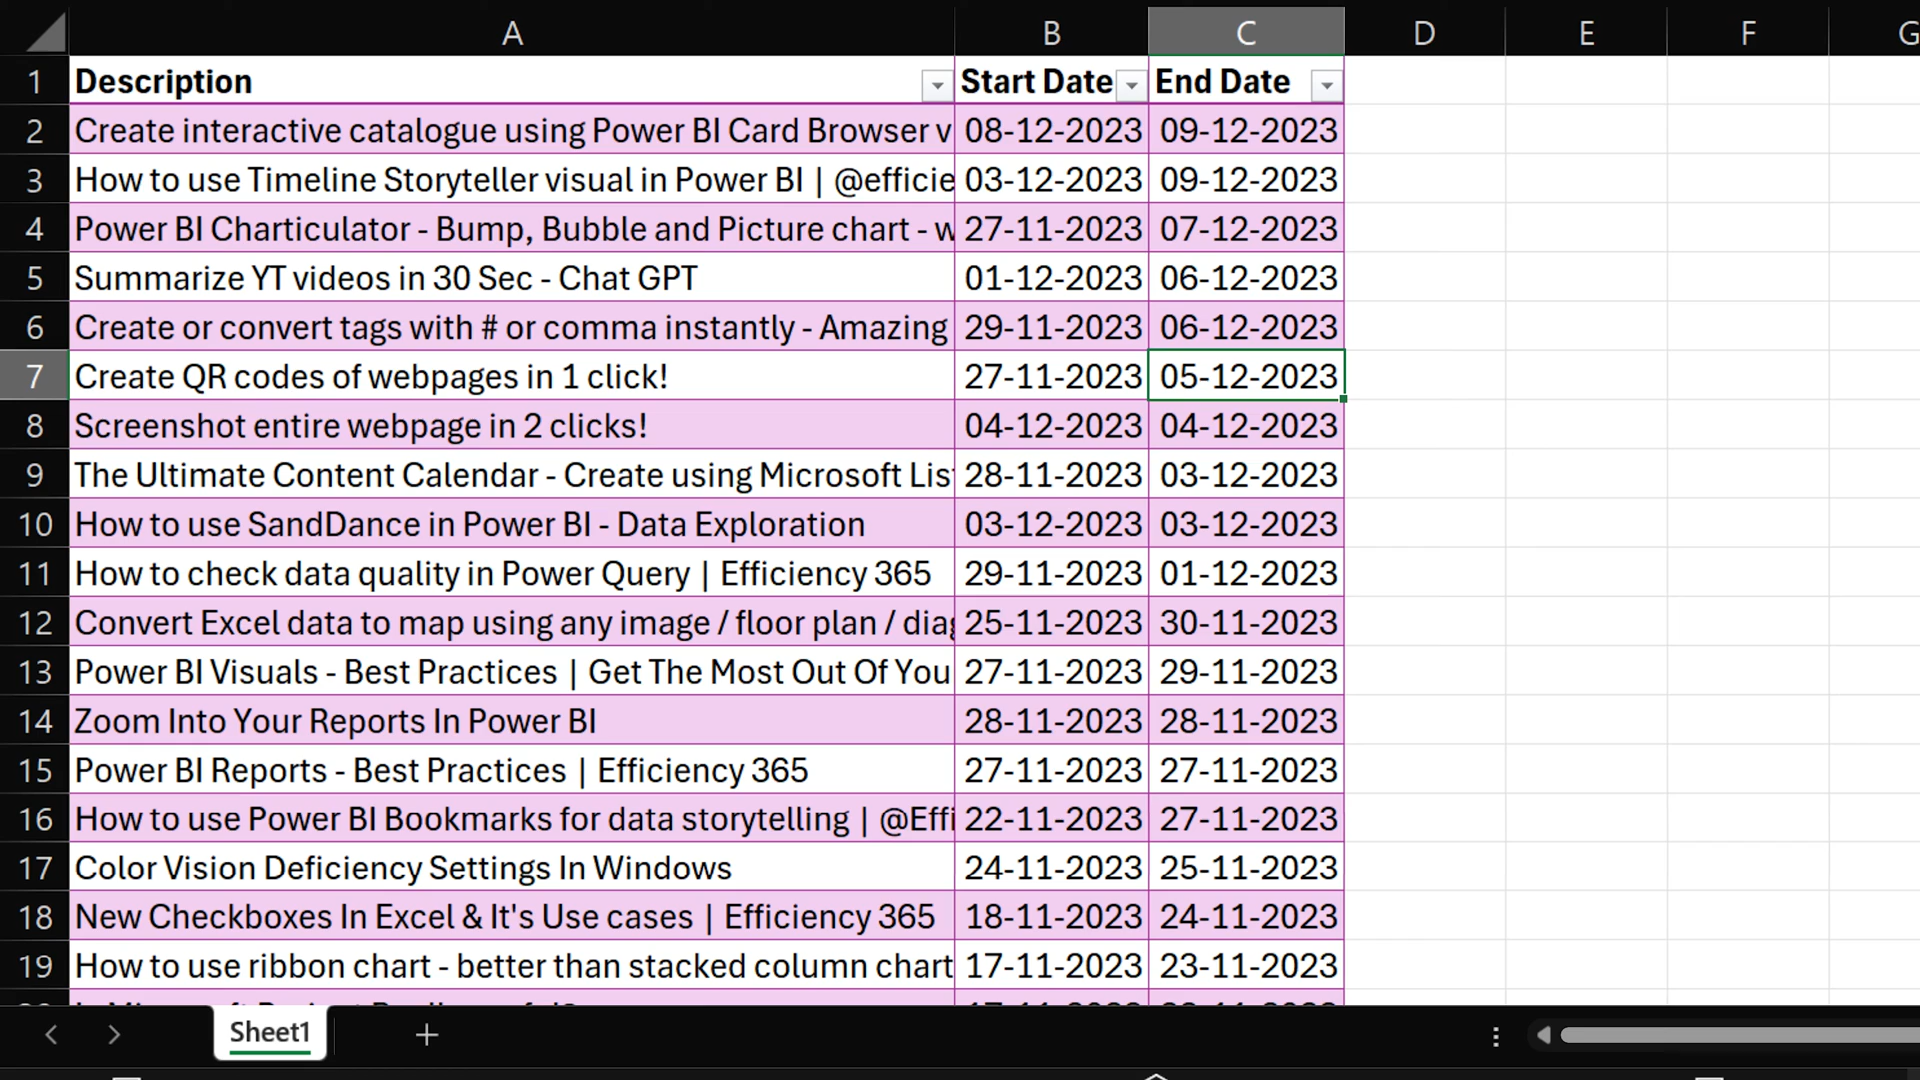 A B C D E F G
1 Description Start Date End Date
2 Create interactive catalogue using Power BI Card Browser v 08-12-2023 09-12-2023
3 How to use Timeline Storyteller visual in Power BI | @efficie 03-12-2023 09-12-2023
4 Power BI Charticulator - Bump, Bubble and Picture chart - w 27-11-2023 07-12-2023
5 Summarize YT videos in 30 Sec - Chat GPT 01-12-2023 06-12-2023
6 Create or convert tags with # or comma instantly - Amazing 29-11-2023 06-12-2023
7 Create QR codes of webpages in 1 click! 27-11-2023 05-12-2023
8 Screenshot entire webpage in 2 clicks! 04-12-2023 04-12-2023
9 The Ultimate Content Calendar - Create using Microsoft Lis 28-11-2023 03-12-2023
10 How to use SandDance in Power BI - Data Exploration 03-12-2023 03-12-2023
11 How to check data quality in Power Query | Efficiency 365 29-11-2023 01-12-2023
12 Convert Excel data to map using any image / floor plan / diag 25-11-2023 30-11-2023
13 Power BI Visuals - Best Practices | Get The Most Out Of You 27-11-2023 29-11-2023
14 Zoom Into Your Reports In Power BI 28-11-2023 28-11-2023
15 Power BI Reports - Best Practices | Efficiency 365 27-11-2023 27-11-2023
16 How to use Power BI Bookmarks for data storytelling | @Effi 22-11-2023 27-11-2023
17 Color Vision Deficiency Settings In Windows 24-11-2023 25-11-2023
18 New Checkboxes In Excel & It's Use cases | Efficiency 365 18-11-2023 24-11-2023
19 How to use ribbon chart - better than stacked column chart 17-11-2023 23-11-2023
Sheet1